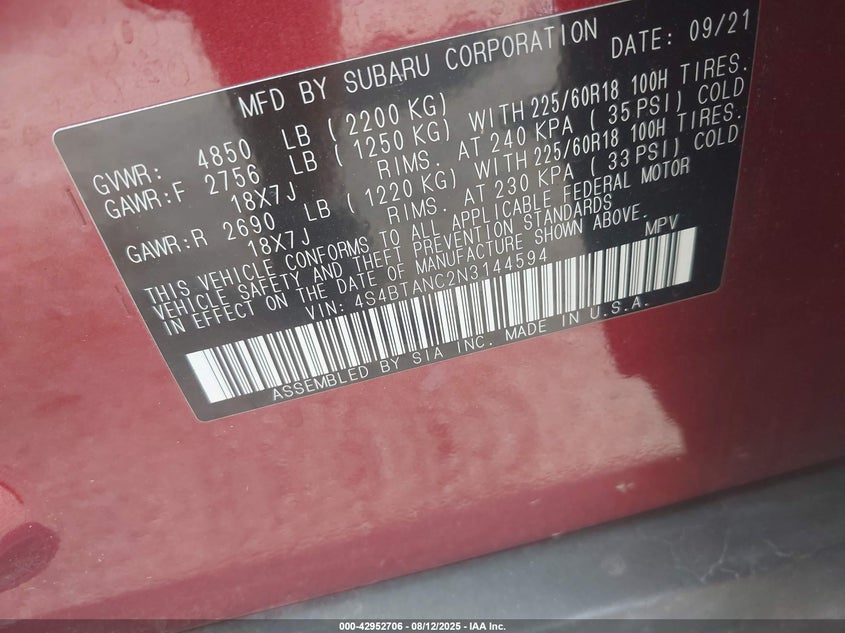 MFD BY SUBARU CORPORATION DATE: 09/21
GVWR: 4850 LB (2200 KG)
GAWR:F 2756 LB (1250 KG) WITH 225/60R18 100H TIRES.
18X7J RIMS. AT 240 KPA (35 PSI) COLD
GAWR:R 2690 LB (1220 KG) WITH 225/60R18 100H TIRES.
18X7J RIMS. AT 230 KPA (33 PSI) COLD
THIS VEHICLE CONFORMS TO ALL APPLICABLE FEDERAL MOTOR
VEHICLE SAFETY AND THEFT PREVENTION STANDARDS
IN EFFECT ON THE DATE OF MANUFACTURE SHOWN ABOVE.
VIN: 4S4BTANC2N3144594 MPV
ASSEMBLED BY SIA INC. MADE IN U.S.A.
000-42952706 - 08/12/2025 - IAA Inc.